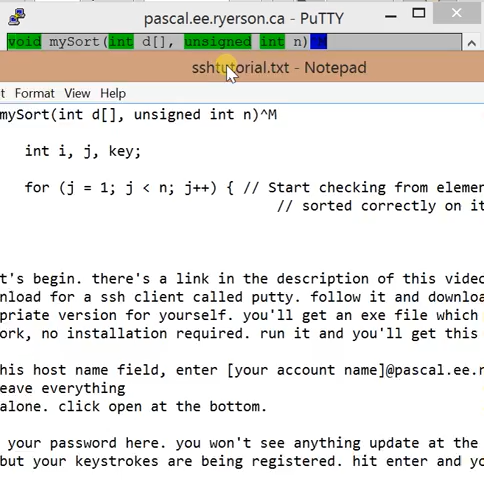 pascal.ee.ryerson.ca - PuTTY
void mySort(int d[], unsigned int n)^M
sshtutorial.txt - Notepad
t Format View Help
mySort(int d[], unsigned int n)^M
int i, j, key;
for (j = 1; j < n; j++) { // Start checking from elemen
// sorted correctly on it
t's begin. there's a link in the description of this video
nload for a ssh client called putty. follow it and downloa
priate version for yourself. you'll get an exe file which
ork, no installation required. run it and you'll get this
his host name field, enter [your account name]@pascal.ee.r
eave everything
alone. click open at the bottom.
your password here. you won't see anything update at the
but your keystrokes are being registered. hit enter and yo